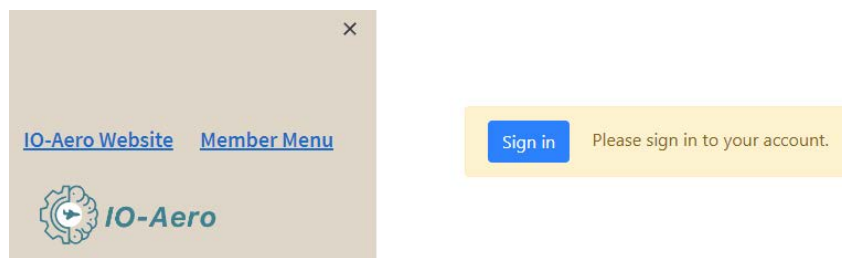 ×
IO-Aero Website Member Menu
IO-Aero
Sign in Please sign in to your account.